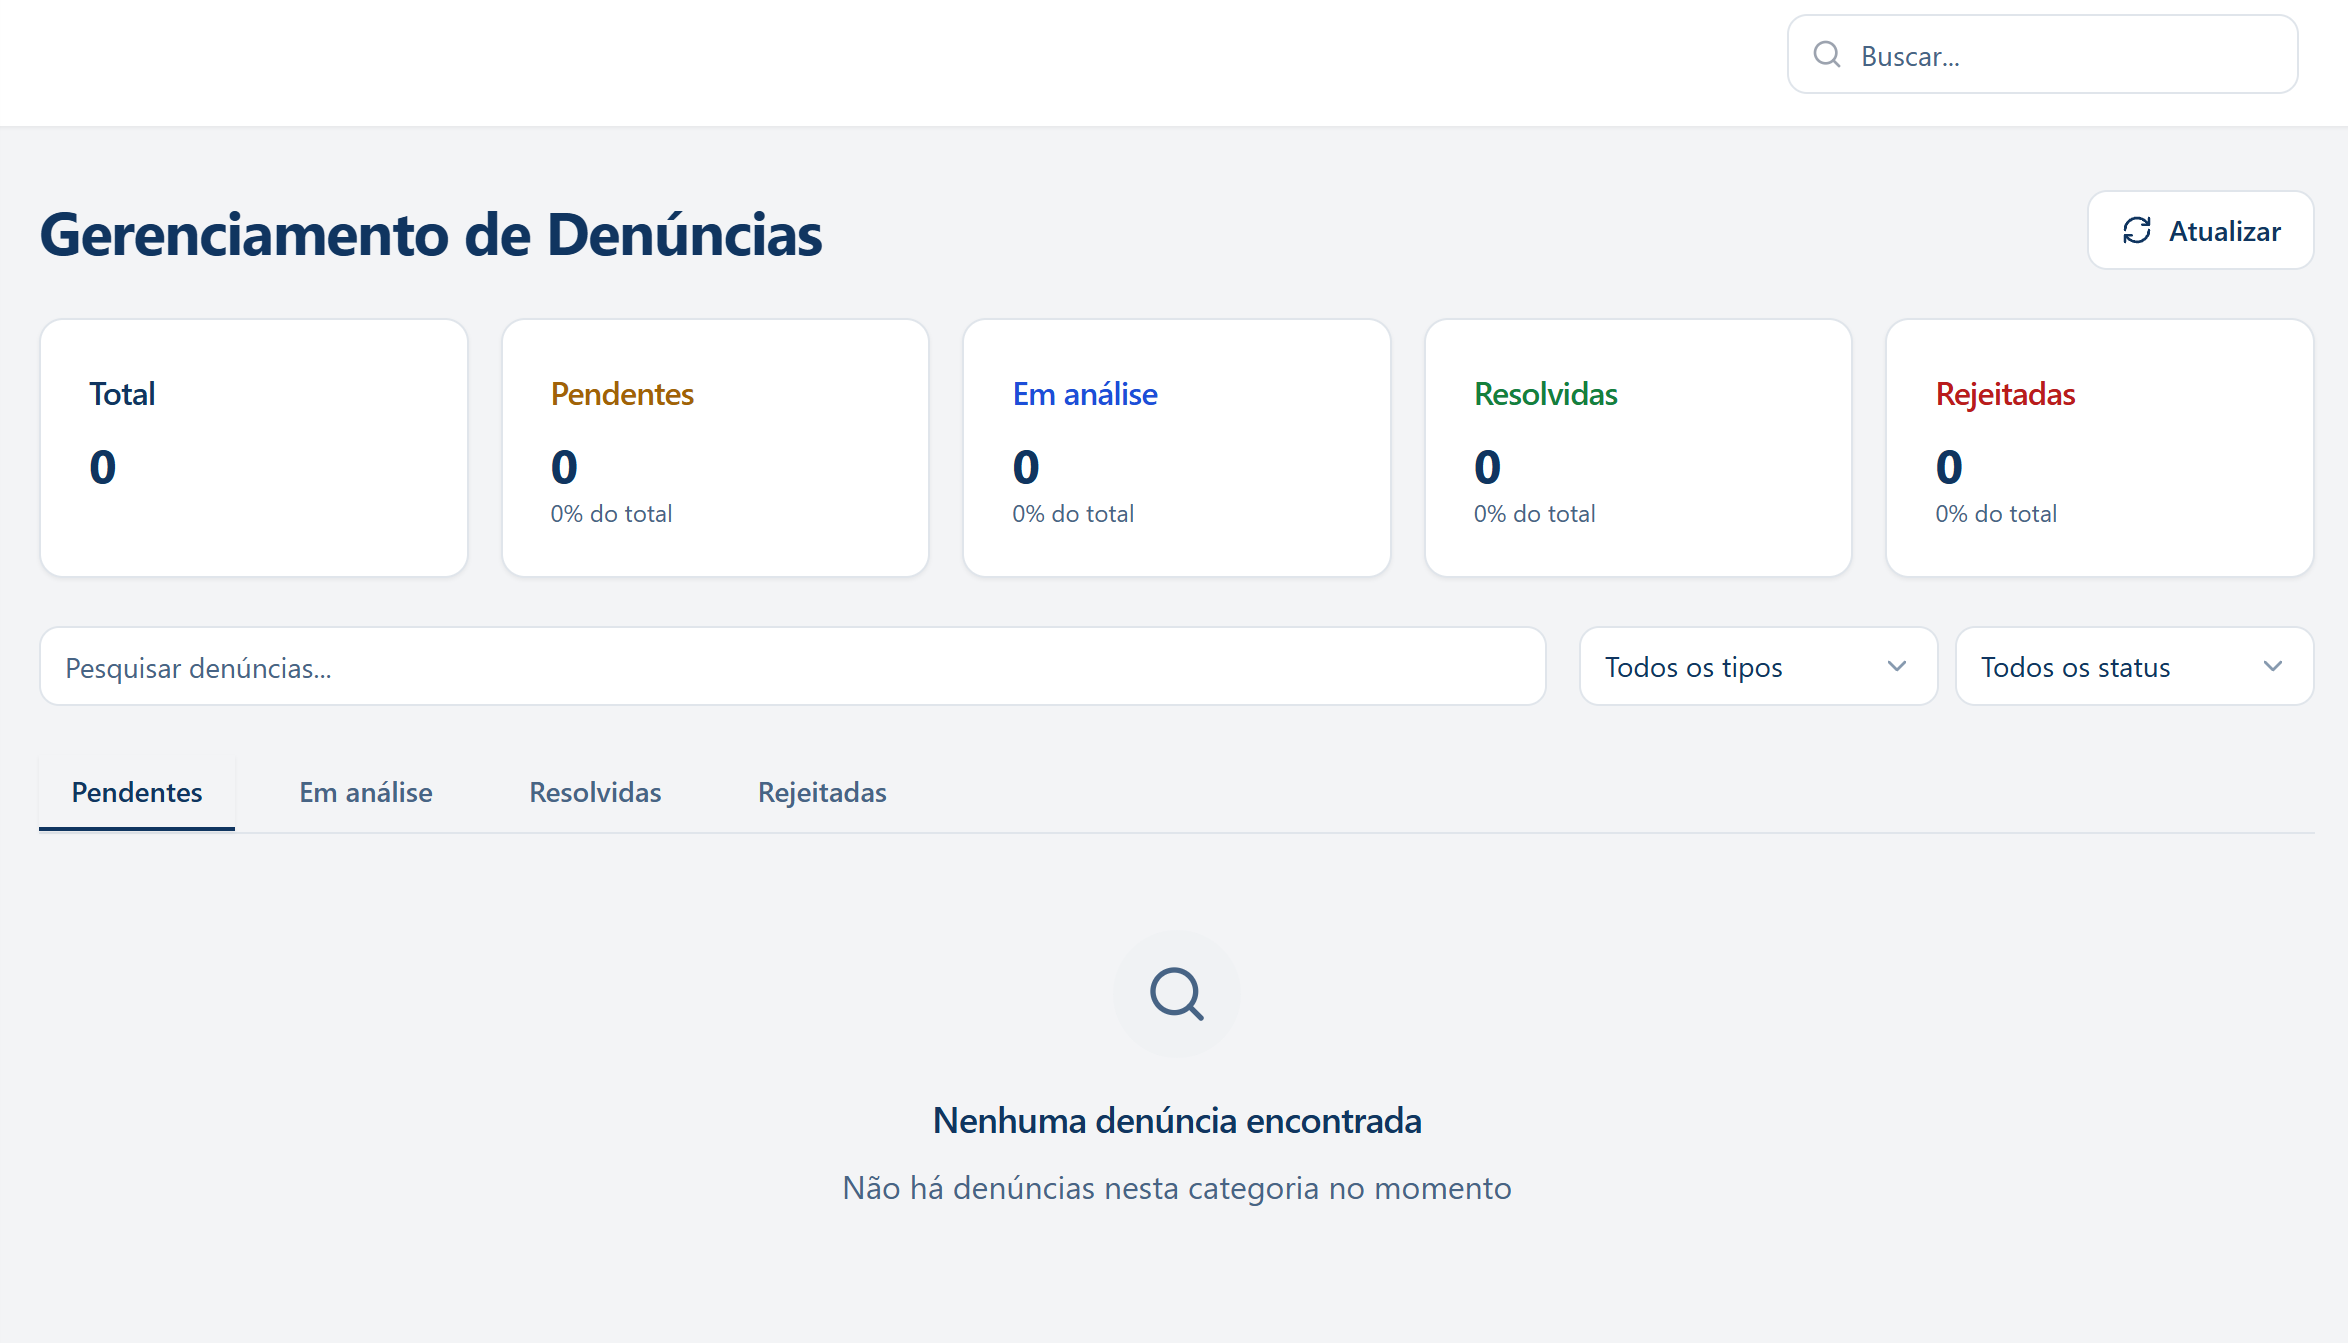 Buscar...
Gerenciamento de Denúncias
Atualizar
Total
0
Pendentes
0
0% do total
Em análise
0
0% do total
Resolvidas
0
0% do total
Rejeitadas
0
0% do total
Pesquisar denúncias...
Todos os tipos
Todos os status
Pendentes
Em análise
Resolvidas
Rejeitadas
Nenhuma denúncia encontrada
Não há denúncias nesta categoria no momento